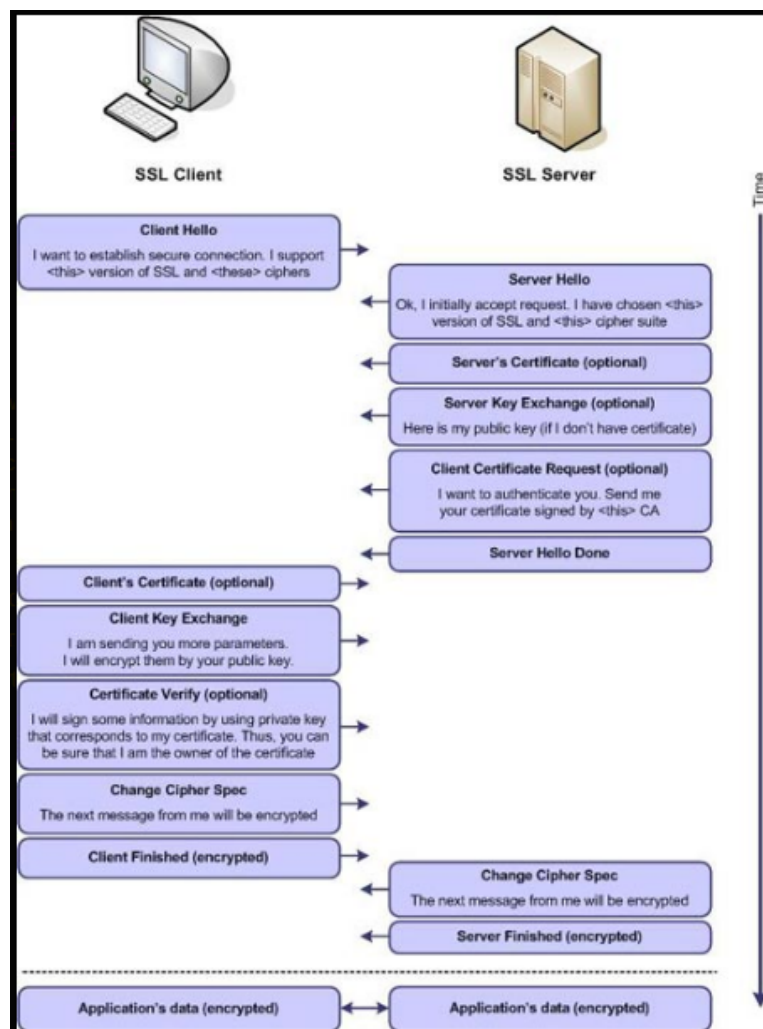 SSL Client
SSL Server
Time
Client Hello
I want to establish secure connection. I support
<this> version of SSL and <these> ciphers
Server Hello
Ok, I initially accept request. I have chosen <this>
version of SSL and <this> cipher suite
Server's Certificate (optional)
Server Key Exchange (optional)
Here is my public key (if I don't have certificate)
Client Certificate Request (optional)
I want to authenticate you. Send me
your certificate signed by <this> CA
Server Hello Done
Client's Certificate (optional)
Client Key Exchange
I am sending you more parameters.
I will encrypt them by your public key.
Certificate Verify (optional)
I will sign some information by using private key
that corresponds to my certificate. Thus, you can
be sure that I am the owner of the certificate
Change Cipher Spec
The next message from me will be encrypted
Client Finished (encrypted)
Change Cipher Spec
The next message from me will be encrypted
Server Finished (encrypted)
Application's data (encrypted)
Application's data (encrypted)